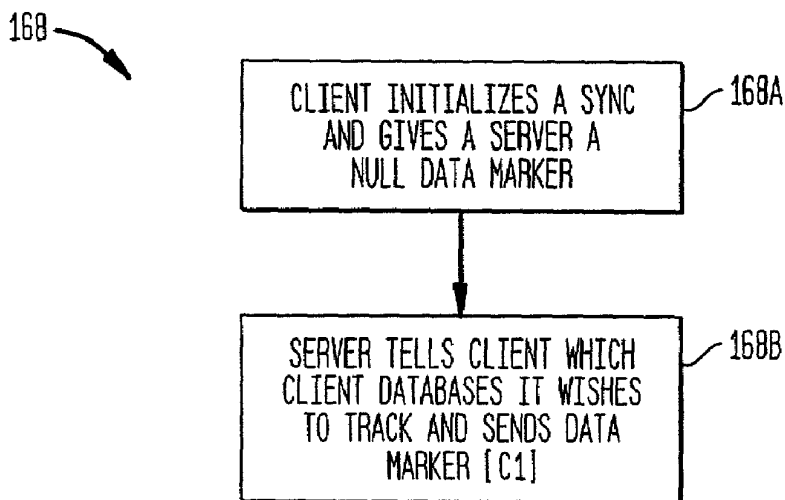 168
CLIENT INITIALIZES A SYNC
AND GIVES A SERVER A
NULL DATA MARKER
168A
SERVER TELLS CLIENT WHICH
CLIENT DATABASES IT WISHES
TO TRACK AND SENDS DATA
MARKER [C1]
168B